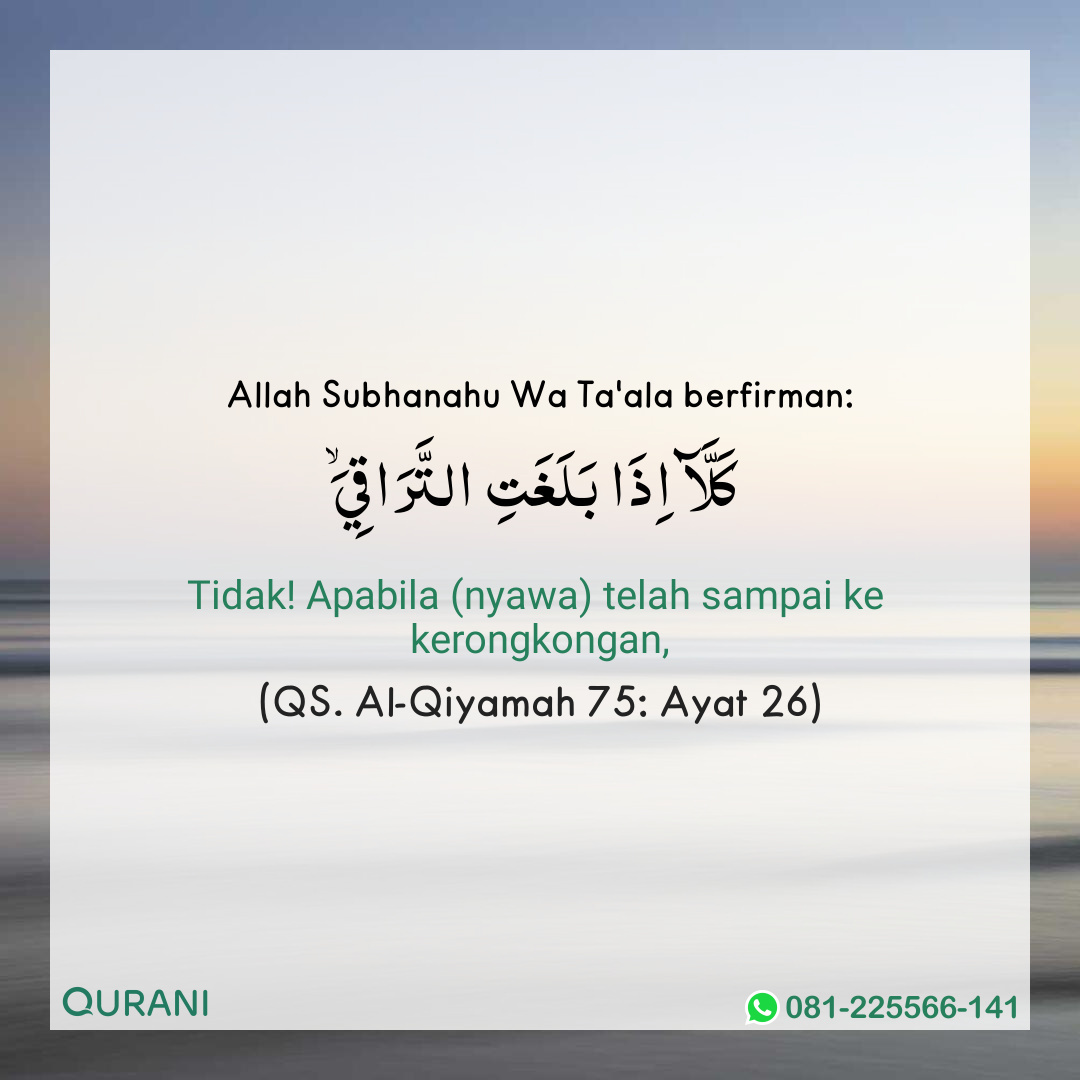 Allah Subhanahu Wa Ta'ala berfirman:
كَلَّاۤ اِذَا بَلَغَتِ التَّرَاقِيَ ۙ
Tidak! Apabila (nyawa) telah sampai ke
kerongkongan,
(QS. Al-Qiyamah 75: Ayat 26)
QURANI
081-225566-141